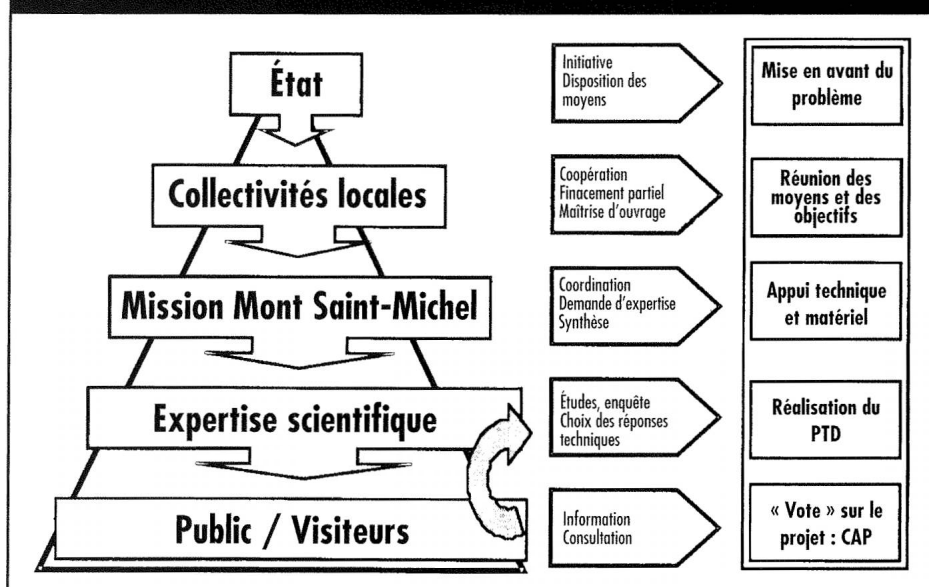 État
Initiative
Disposition des
moyens
Mise en avant du
problème
Collectivités locales
Coopération
Finacement partiel
Maîtrise d'ouvrage
Réunion des
moyens et des
objectifs
Mission Mont Saint-Michel
Coordination
Demande d'expertise
Synthèse
Appui technique
et matériel
Expertise scientifique
Études, enquête
Choix des réponses
techniques
Réalisation du
PTD
Public / Visiteurs
Information
Consultation
« Vote » sur le
projet : CAP